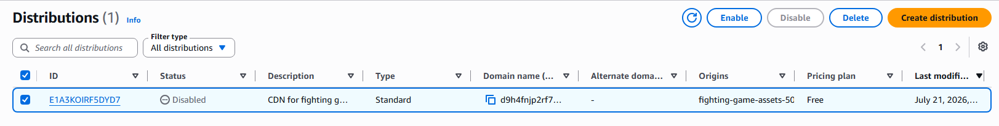 Distributions (1) Info
Enable Disable Delete Create distribution
Search all distributions
Filter type
All distributions
1
ID Status Description Type Domain name (... Alternate doma... Origins Pricing plan Last modifi...
E1A3KOIRF5DYD7 Disabled CDN for fighting g... Standard d9h4fnjp2rf7... - fighting-game-assets-50 Free July 21, 2026,...